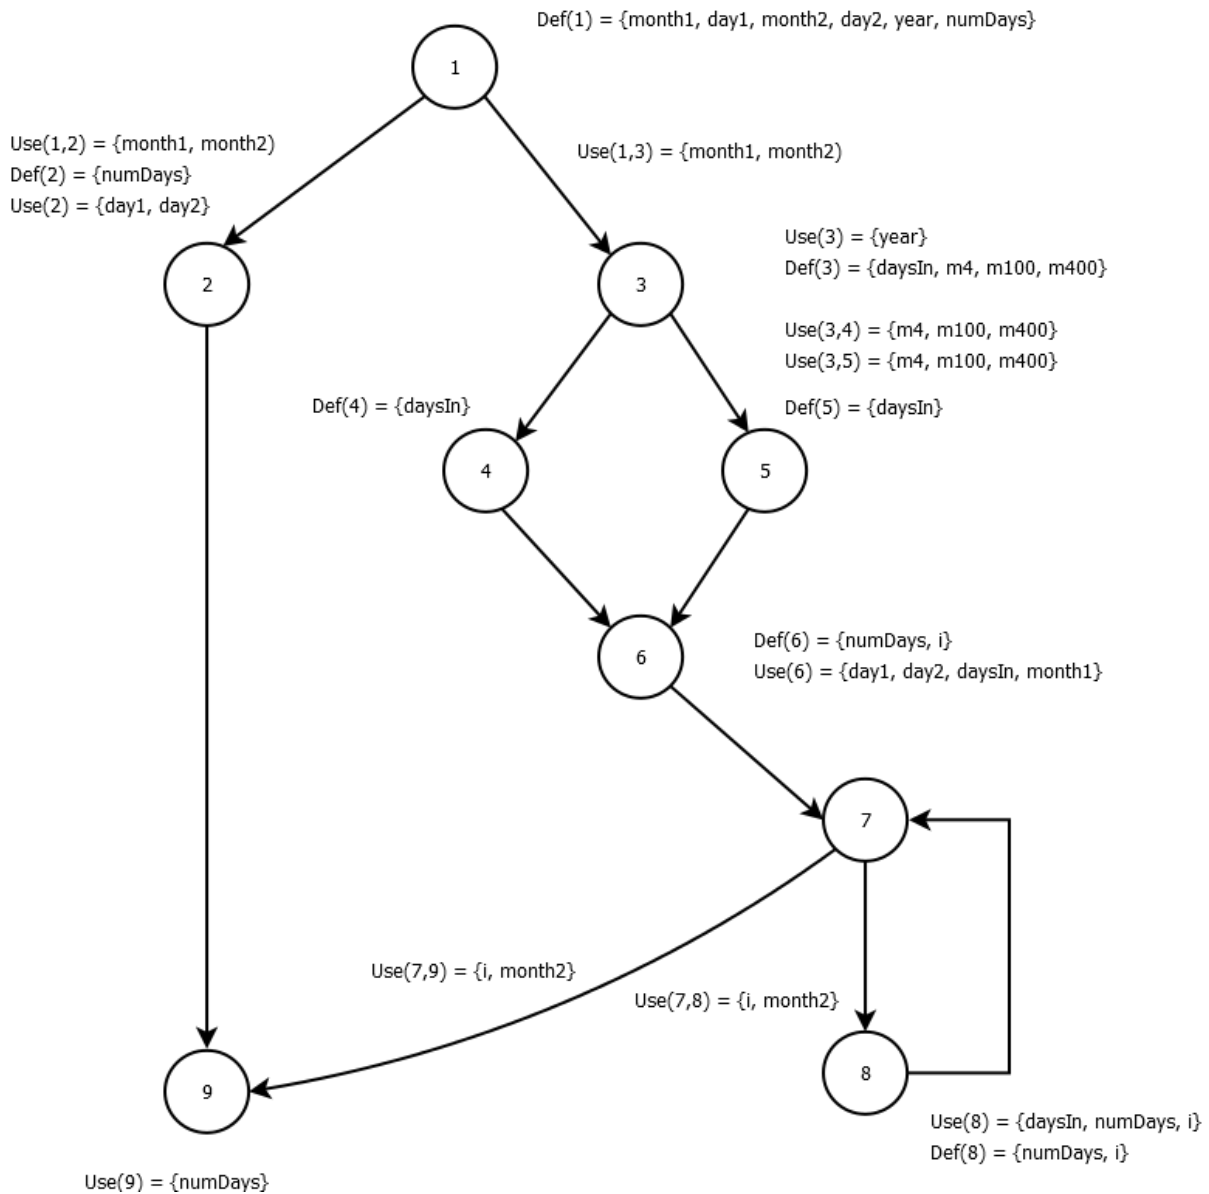 Def(1) = {month1, day1, month2, day2, year, numDays}
1
Use(1,2) = {month1, month2)
Def(2) = {numDays}
Use(2) = {day1, day2}
Use(1,3) = {month1, month2)
2
3
Use(3) = {year}
Def(3) = {daysIn, m4, m100, m400}
Use(3,4) = {m4, m100, m400}
Use(3,5) = {m4, m100, m400}
Def(4) = {daysIn}
Def(5) = {daysIn}
4
5
6
Def(6) = {numDays, i}
Use(6) = {day1, day2, daysIn, month1}
7
Use(7,9) = {i, month2}
Use(7,8) = {i, month2}
8
9
Use(8) = {daysIn, numDays, i}
Def(8) = {numDays, i}
Use(9) = {numDays}